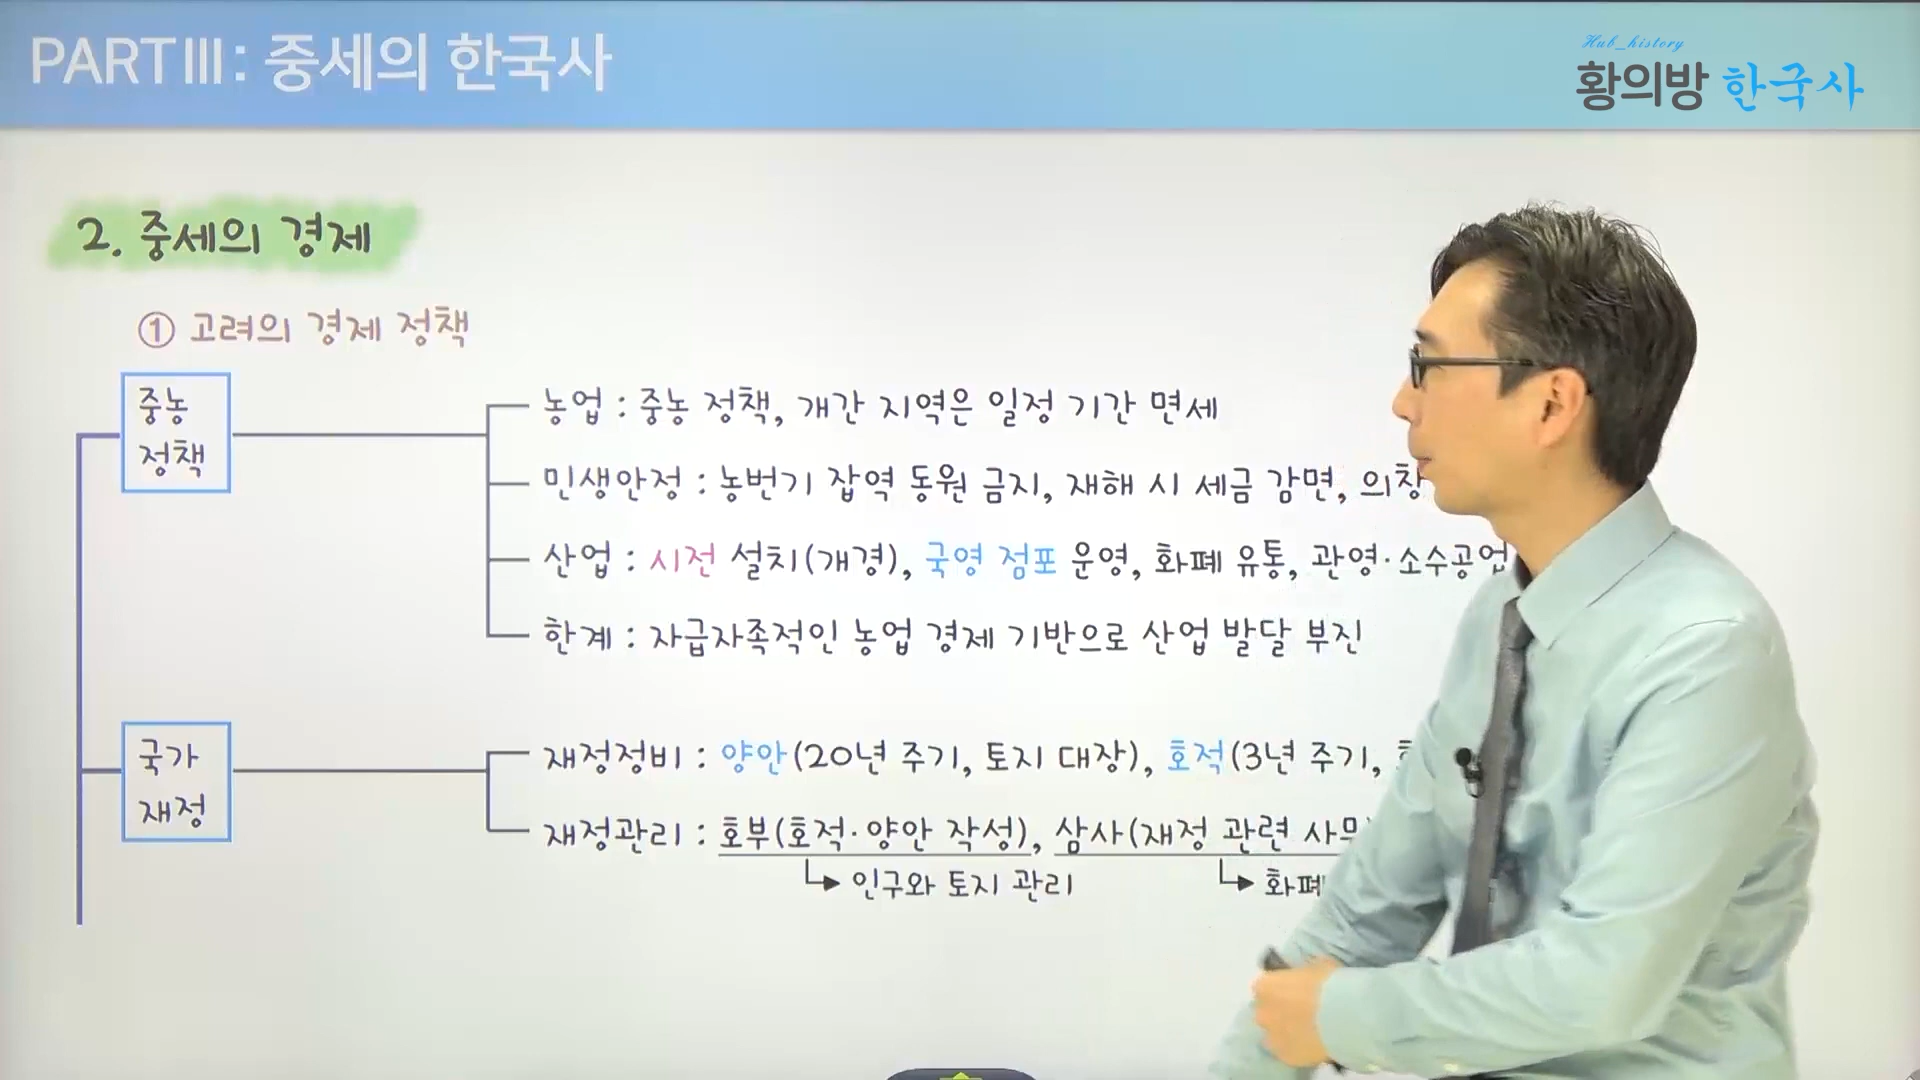 PARTⅢ: 중세의 한국사
Hub_history
황의방 한국사
2. 중세의 경제
① 고려의 경제 정책
중농
정책
농업 : 중농 정책, 개간 지역은 일정 기간 면세
민생안정 : 농번기 잡역 동원 금지, 재해 시 세금 감면, 의창
산업 : 시전 설치(개경), 국영 점포 운영, 화폐 유통, 관영·소수공업
한계 : 자급자족적인 농업 경제 기반으로 산업 발달 부진
국가
재정
재정정비 : 양안(20년 주기, 토지 대장), 호적(3년 주기,
재정관리 : 호부(호적·양안 작성), 삼사(재정 관련
인구와 토지 관리
화폐